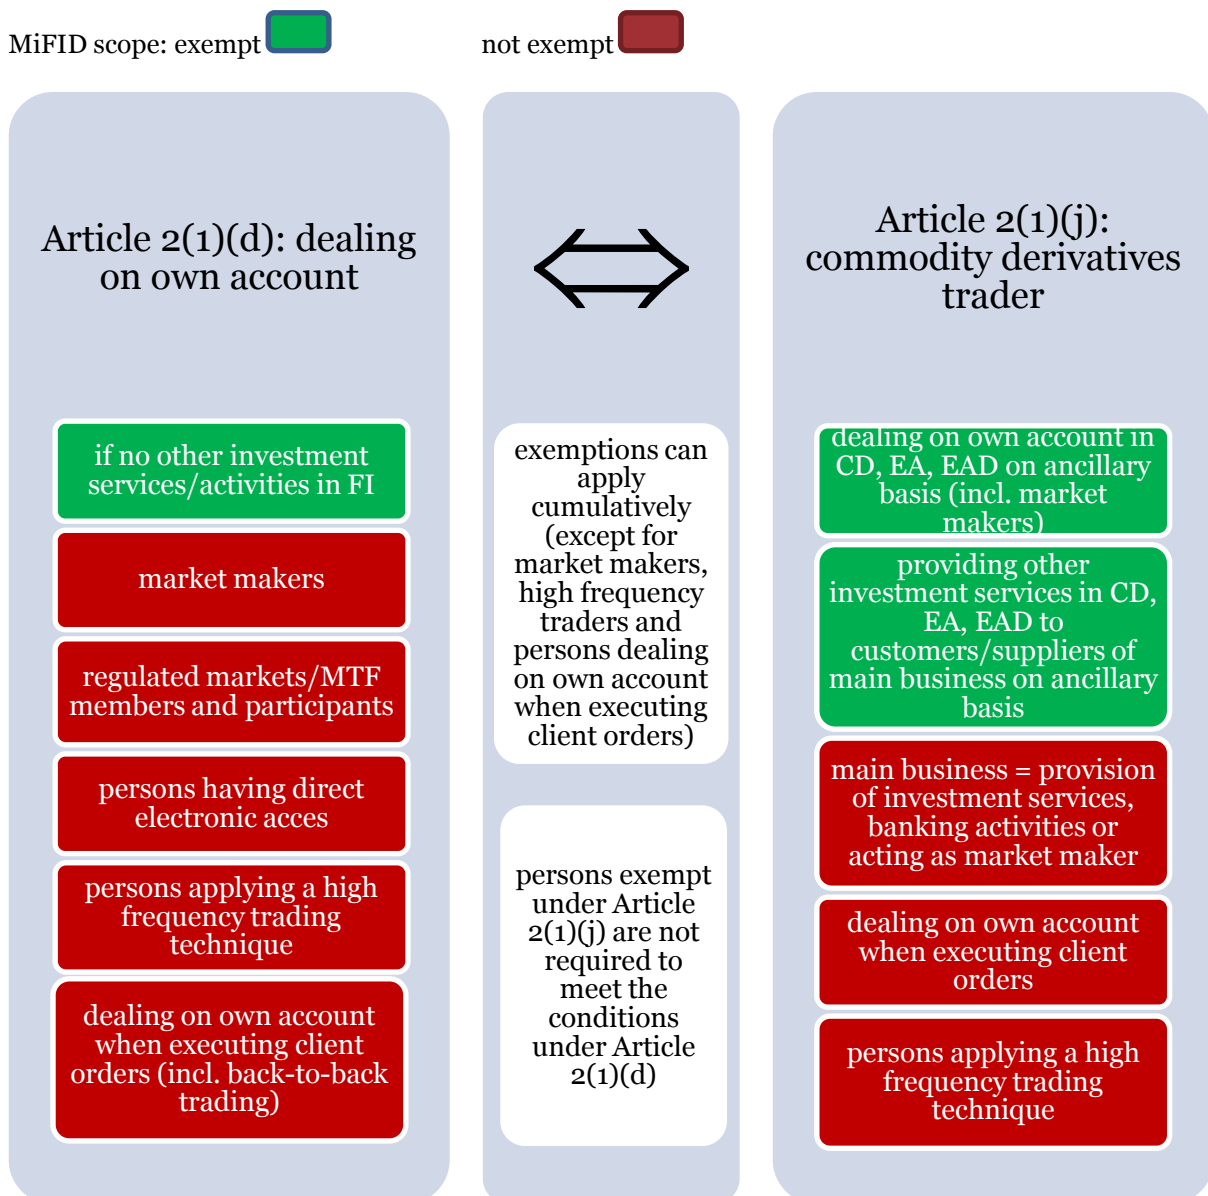 MiFID scope: exempt
not exempt
Article 2(1)(d): dealing
on own account
if no other investment
services/activities in FI
market makers
regulated markets/MTF
members and participants
persons having direct
electronic acces
persons applying a high
frequency trading
technique
dealing on own account
when executing client
orders (incl. back-to-back
trading)
exemptions can
apply
cumulatively
(except for
market makers,
high frequency
traders and
persons dealing
on own account
when executing
client orders)
persons exempt
under Article
2(1)(j) are not
required to
meet the
conditions
under Article
2(1)(d)
Article 2(1)(j):
commodity derivatives
trader
dealing on own account in
CD, EA, EAD on ancillary
basis (incl. market
makers)
providing other
investment services in CD,
EA, EAD to
customers/suppliers of
main business on ancillary
basis
main business = provision
of investment services,
banking activities or
acting as market maker
dealing on own account
when executing client
orders
persons applying a high
frequency trading
technique